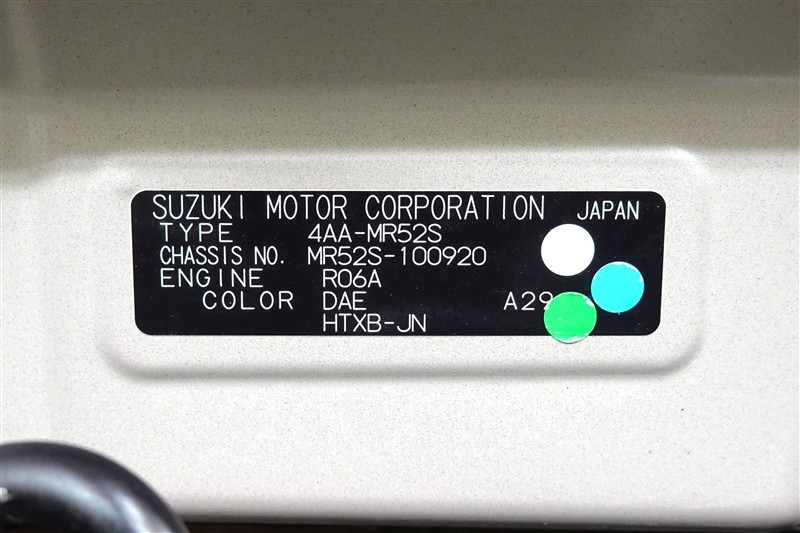 SUZUKI MOTOR CORPORATION JAPAN
TYPE 4AA-MR52S
CHASSIS NO. MR52S-100920
ENGINE R06A
COLOR DAE A29
HTXB-JN